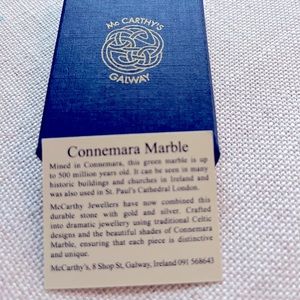 Mc CARTHY'S
GALWAY
Connemara Marble
Mined in Connemara, this green marble is up
to 500 million years old. It can be seen in many
historic buildings and churches in Ireland and
was also used in St. Paul's Cathedral London.
McCarthy Jewellers have now combined this
durable stone with gold and silver. Crafted
into dramatic jewellery using traditional Celtic
designs and the beautiful shades of Connemara
Marble, ensuring that each piece is distinctive
and unique.
McCarthy's, 8 Shop St, Galway, Ireland 091 568643